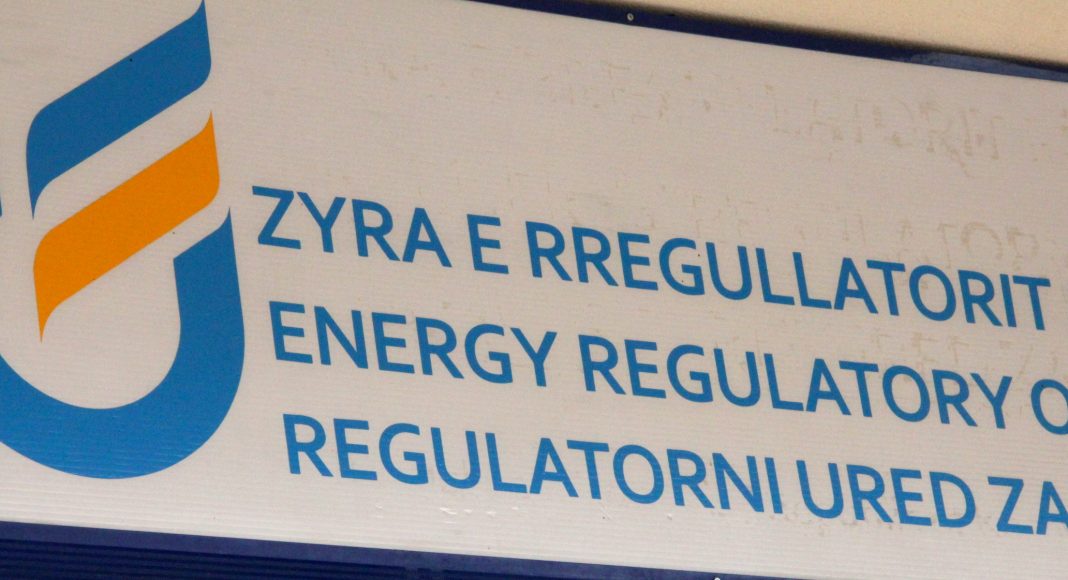 ZYRA E RREGULLATORIT
ENERGY REGULATORY O
REGULATORNI URED ZA